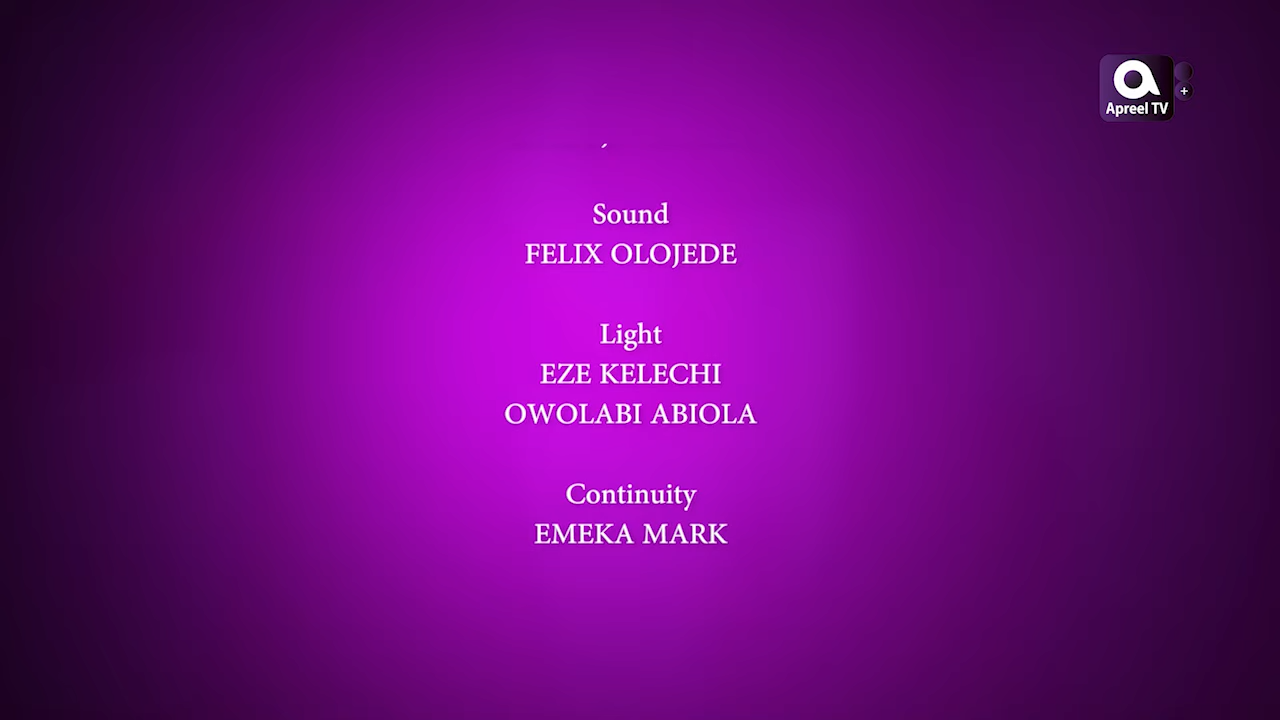 Apreel TV
+
Sound
FELIX OLOJEDE
Light
EZE KELECHI
OWOLABI ABIOLA
Continuity
EMEKA MARK